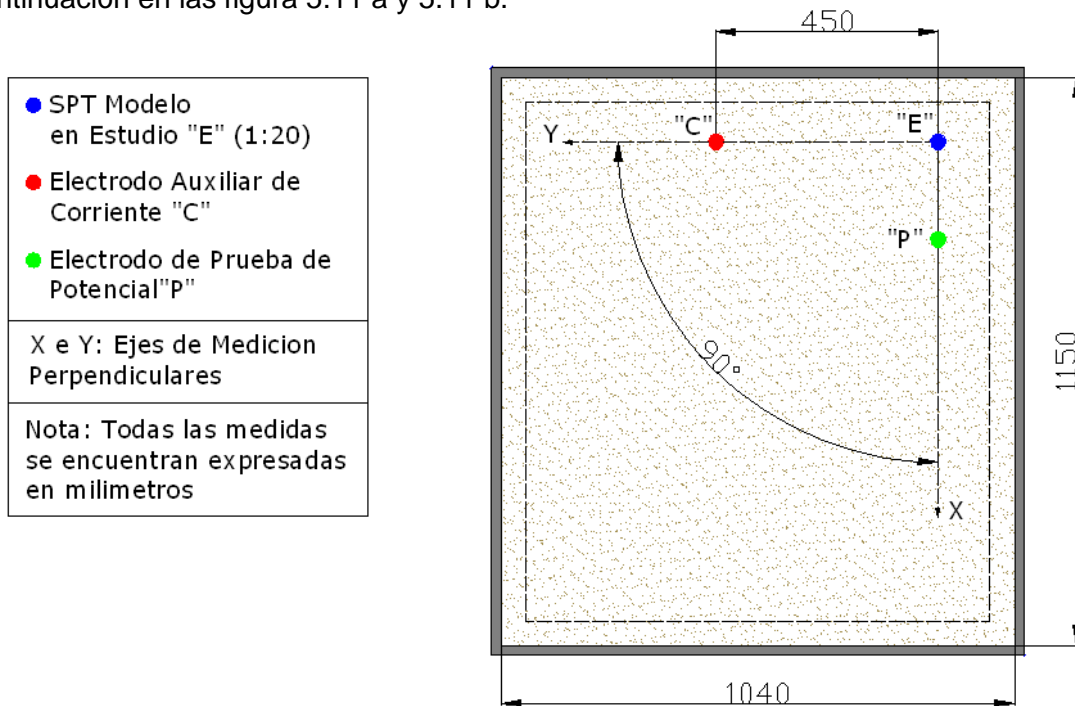 ntinuación en las figura 5.11 a y 5.11 b.
SPT Modelo
en Estudio "E" (1:20)
Electrodo Auxiliar de
Corriente "C"
Electrodo de Prueba de
Potencial"P"
X e Y: Ejes de Medicion
Perpendiculares
Nota: Todas las medidas
se encuentran expresadas
en milimetros
450
Y
"C"
"E"
"P"
90°
X
1150
1040